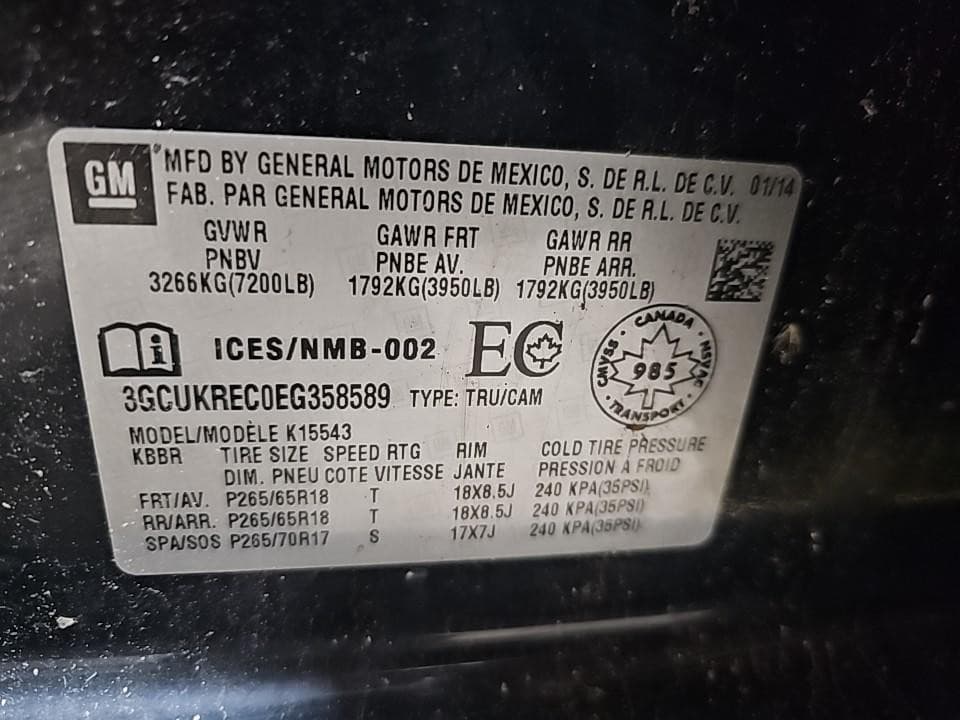 GM
MFD BY GENERAL MOTORS DE MEXICO, S. DE R.L. DE C.V. 01/14
FAB. PAR GENERAL MOTORS DE MEXICO, S. DE R.L. DE C.V.
GVWR GAWR FRT GAWR RR
PNBV PNBE AV. PNBE ARR.
3266KG(7200LB) 1792KG(3950LB) 1792KG(3950LB)
i ICES/NMB-002 EC
CANADA
CMVSS 985 NSVAC
TRANSPORT
3GCUKREC0EG358589 TYPE: TRU/CAM
MODEL/MODÈLE K15543
KBBR TIRE SIZE SPEED RTG RIM COLD TIRE PRESSURE
DIM. PNEU COTE VITESSE JANTE PRESSION A FROID
FRT/AV. P265/65R18 T 18X8.5J 240 KPA(35PSI)
RR/ARR. P265/65R18 T 18X8.5J 240 KPA(35PSI)
SPA/SOS P265/70R17 S 17X7J 240 KPA(35PSI)